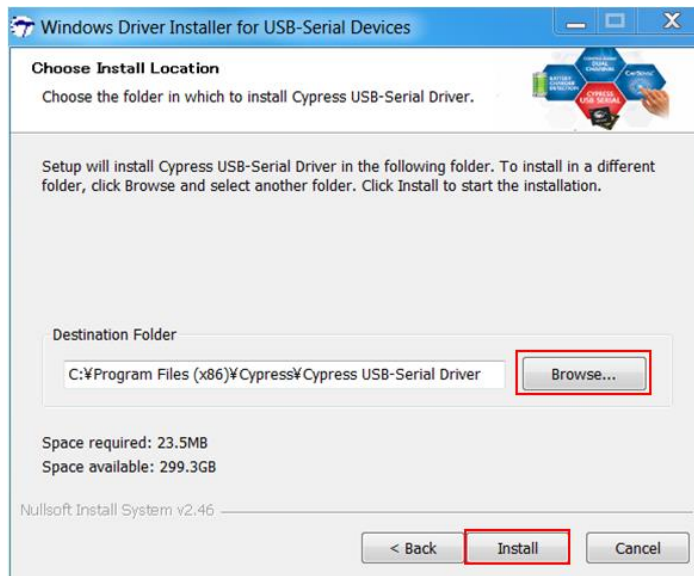 Windows Driver Installer for USB-Serial Devices
Choose Install Location
Choose the folder in which to install Cypress USB-Serial Driver.
CYPRESS
USB SERIAL
Setup will install Cypress USB-Serial Driver in the following folder. To install in a different
folder, click Browse and select another folder. Click Install to start the installation.
Destination Folder
C:¥Program Files (x86)¥Cypress¥Cypress USB-Serial Driver
Browse...
Space required: 23.5MB
Space available: 299.3GB
Nullsoft Install System v2.46
< Back
Install
Cancel